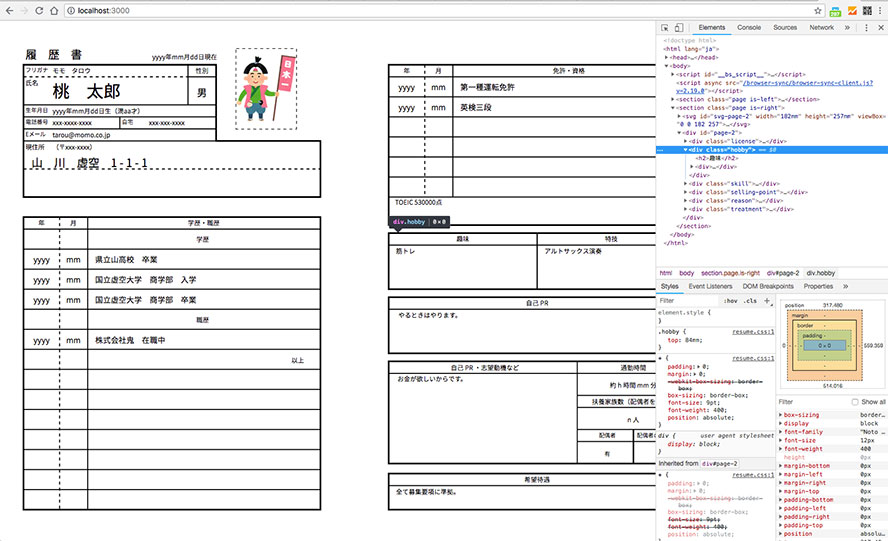 localhost:3000
履 歴 書
yyyy年mm月dd日現在
フリガナ モモ タロウ
性別
氏名
桃 太郎
男
日本一
生年月日 yyyy年mm月dd日生 (満aa才)
電話番号 xxx-xxxx-xxxx 自宅 xxx-xxx-xxxx
Eメール tarou@momo.co.jp
現住所 (〒xxx-xxxx)
山 川 虚空 1-1-1
年 月 学歴・職歴
学歴
yyyy mm 県立山高校 卒業
yyyy mm 国立虚空大学 商学部 入学
yyyy mm 国立虚空大学 商学部 卒業
職歴
yyyy mm 株式会社鬼 在職中
以上
年 月 免許・資格
yyyy mm 第一種運転免許
yyyy mm 英検三段
TOEIC 530000点
div.hobby | 0×0
趣味 特技
筋トレ アルトサックス演奏
自己PR
やるときはやります。
自己PR・志望動機など 通勤時間
お金が欲しいからです。
約h時間mm分
扶養家族数(配偶者を
n人
配偶者 配偶者
有
希望待遇
全て募集要項に準拠。
Elements Console Sources Network »
<!doctype html>
<html lang="ja">
<head>…</head>
<body>
<script id="__bs_script__">…</script>
<script async src="/browser-sync/browser-sync-client.js?v=2.19.0"></script>
<section class="page is-left">…</section>
<section class="page is-right">
<svg id="svg-page-2" width="182mm" height="257mm" viewBox="0 0 182 257">…</svg>
<div id="page-2">
<div class="license">…</div>
<div class="hobby"> == $0
<h2>趣味</h2>
<div>…</div>
</div>
<div class="skill">…</div>
<div class="selling-point">…</div>
<div class="reason">…</div>
<div class="treatment">…</div>
</div>
</section>
</body>
</html>
html body section.page.is-right div#page-2 div.hobby
Styles Event Listeners DOM Breakpoints Properties »
Filter :hov .cls +
element.style {
}
.hobby { resume.css:1
top: 84mm;
}
* { resume.css:1
padding: 0;
margin: 0;
-webkit-box-sizing: border-box;
box-sizing: border-box;
font-size: 9pt;
font-weight: 400;
position: absolute;
}
div { user agent stylesheet
display: block;
}
Inherited from div#page-2
* { resume.css:1
padding: 0;
margin: 0;
-webkit-box-sizing: border-box;
box-sizing: border-box;
font-size: 9pt;
font-weight: 400;
position: absolute;
position 317.480
margin -
border -
padding -
0 × 0
559.359
514.016
Filter Show all
box-sizing border…
display block
font-family "Noto …
font-size 12px
font-weight 400
height 0px
margin-bottom 0px
margin-left 0px
margin-right 0px
margin-top 0px
padding-bottom 0px
padding-left 0px
padding-right 0px
padding-top 0px
position absolu…